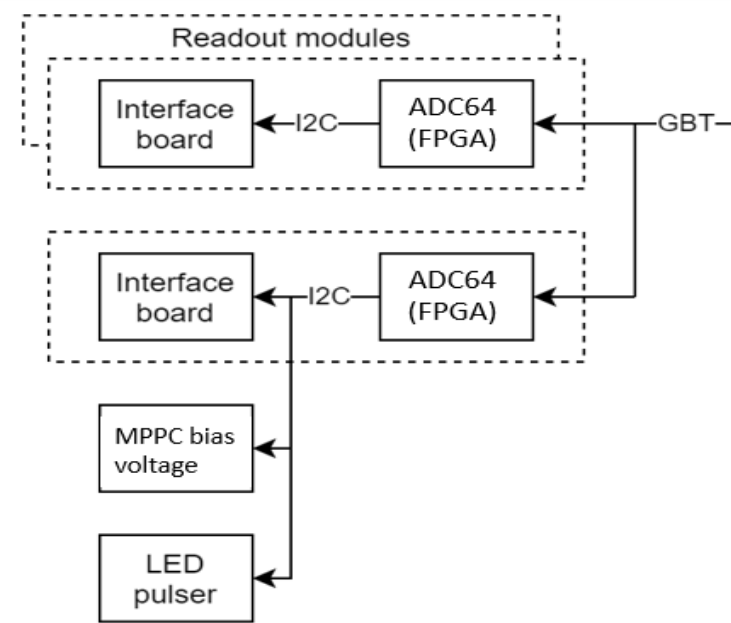 Readout modules
Interface
board
I2C
ADC64
(FPGA)
GBT
Interface
board
I2C
ADC64
(FPGA)
MPPC bias
voltage
LED
pulser